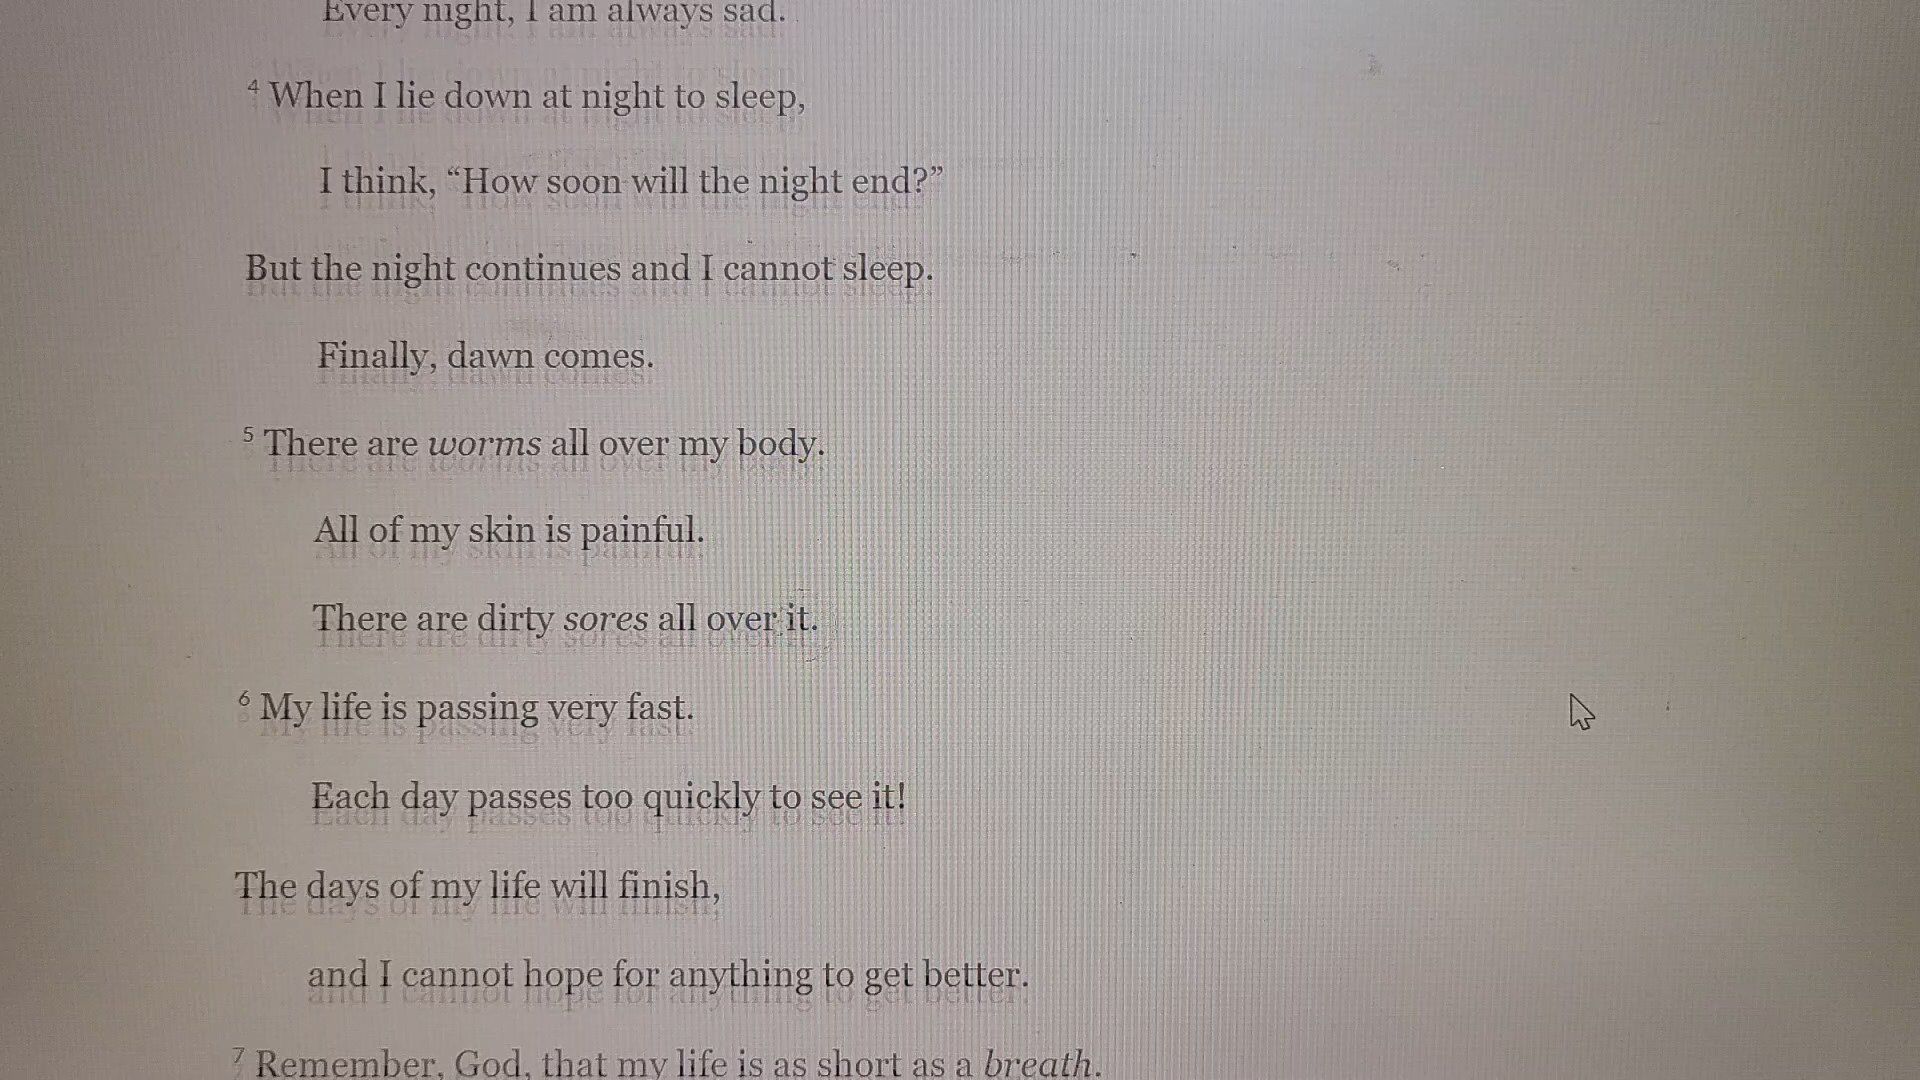 Every night, I am always sad.
4 When I lie down at night to sleep,
I think, “How soon will the night end?”
But the night continues and I cannot sleep.
Finally, dawn comes.
5 There are worms all over my body.
All of my skin is painful.
There are dirty sores all over it.
6 My life is passing very fast.
Each day passes too quickly to see it!
The days of my life will finish,
and I cannot hope for anything to get better.
7 Remember, God, that my life is as short as a breath.